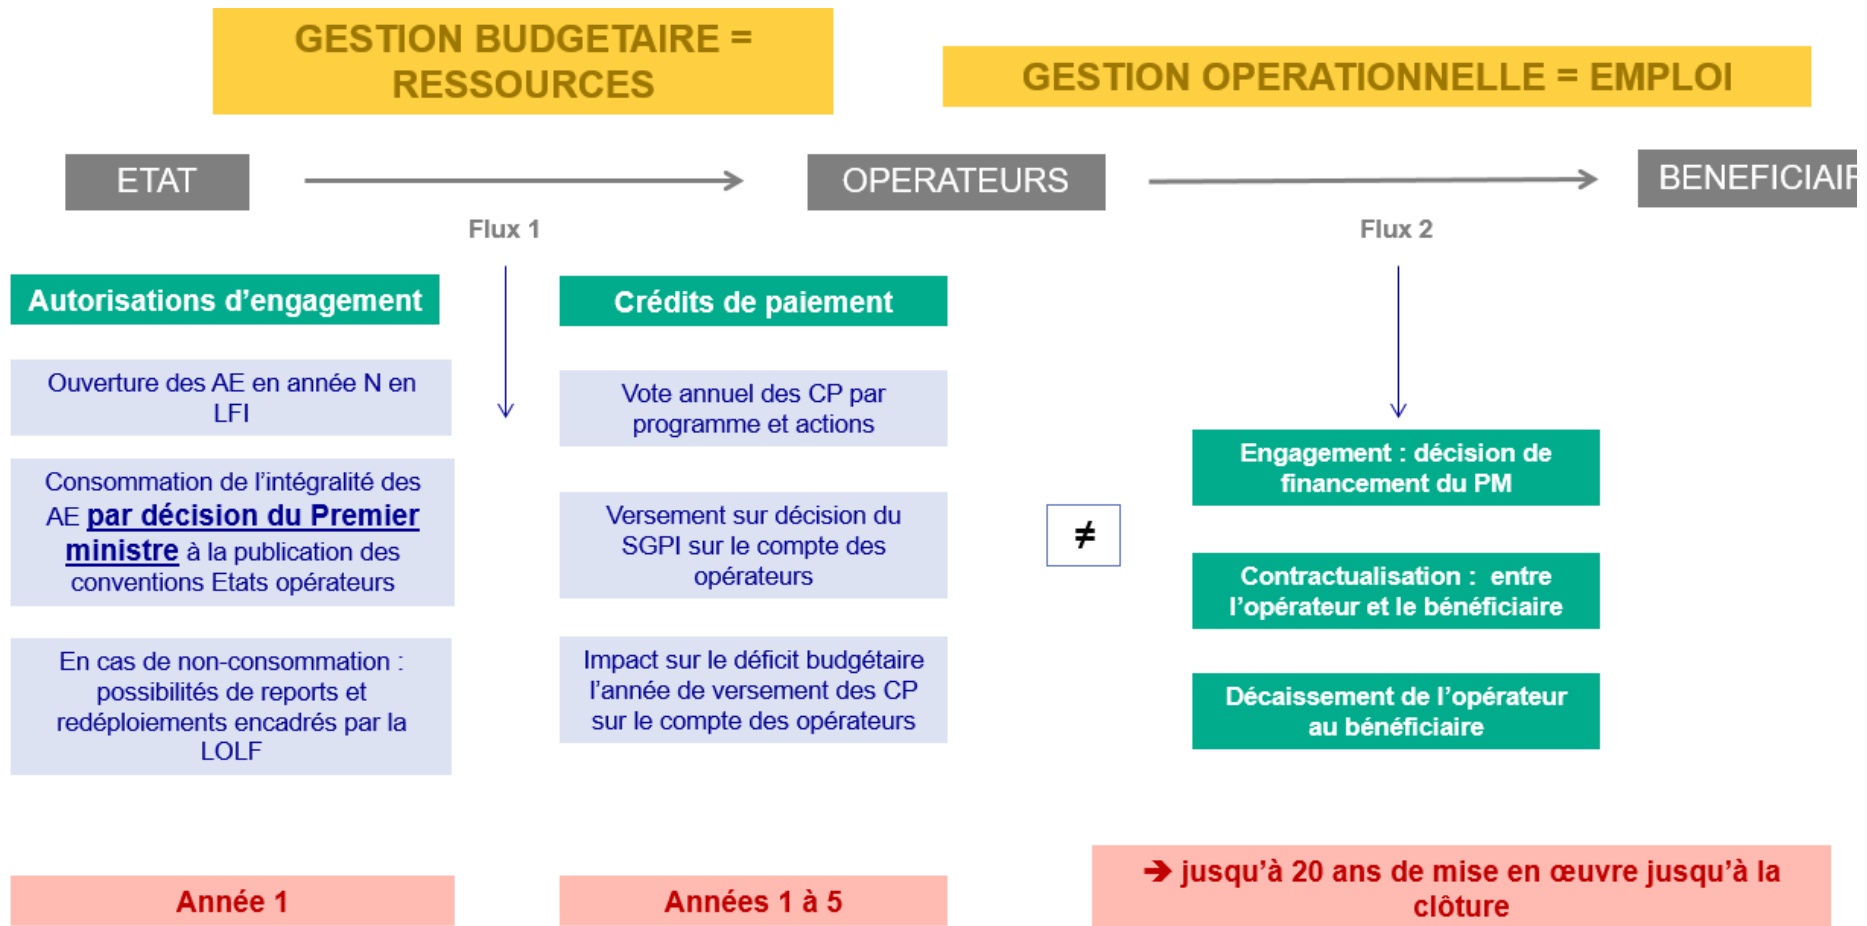 GESTION BUDGETAIRE =
RESSOURCES
GESTION OPERATIONNELLE = EMPLOI
ETAT
OPERATEURS
BENEFICIAIR
Flux 1
Flux 2
Autorisations d’engagement
Ouverture des AE en année N en
LFI
Consommation de l’intégralité des
AE par décision du Premier
ministre à la publication des
conventions Etats opérateurs
En cas de non-consommation :
possibilités de reports et
redéploiements encadrés par la
LOLF
Année 1
Crédits de paiement
Vote annuel des CP par
programme et actions
Versement sur décision du
SGPI sur le compte des
opérateurs
Impact sur le déficit budgétaire
l’année de versement des CP
sur le compte des opérateurs
Années 1 à 5
≠
Engagement : décision de
financement du PM
Contractualisation : entre
l’opérateur et le bénéficiaire
Décaissement de l’opérateur
au bénéficiaire
➔ jusqu’à 20 ans de mise en œuvre jusqu’à la
clôture